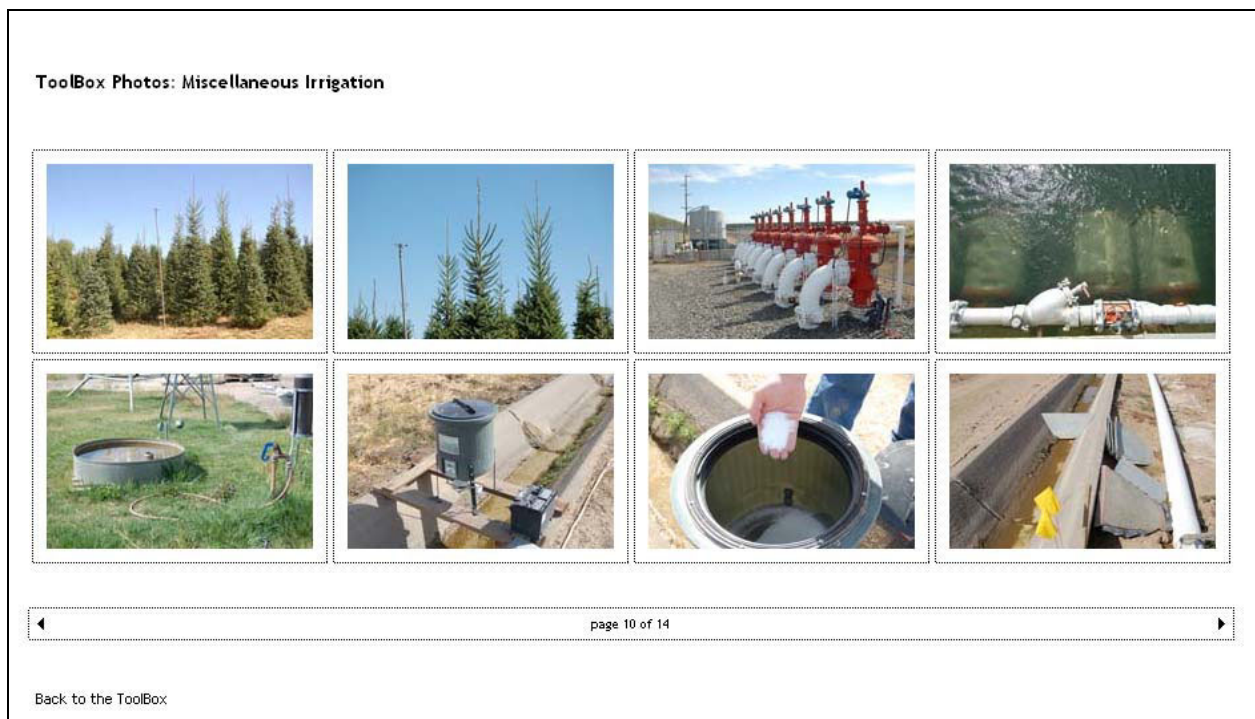 ToolBox Photos: Miscellaneous Irrigation
page 10 of 14
Back to the ToolBox